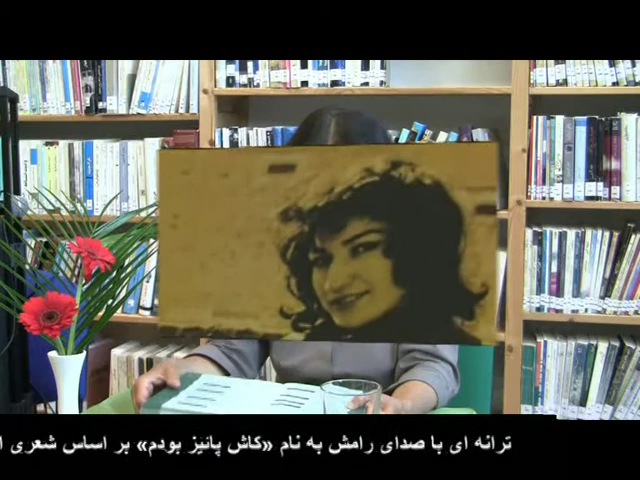 ترانه ای با صدای رامش به نام «کاش پائیز بودم» بر اساس شعری ا